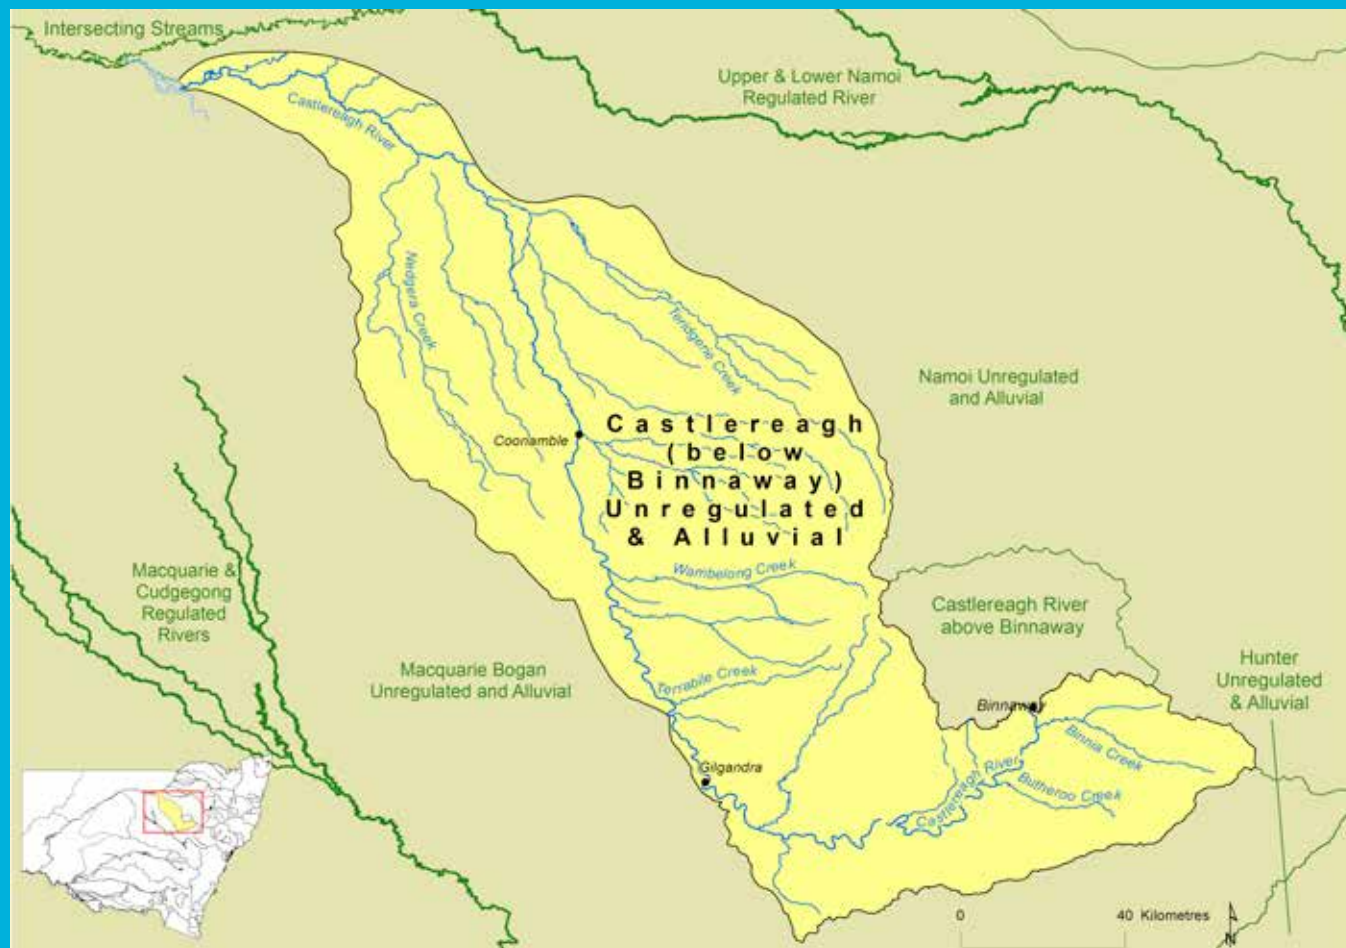 Intersecting Streams
Upper & Lower Namoi
Regulated River
Castlereagh River
Nedgera Creek
Teridgerie Creek
Namoi Unregulated
and Alluvial
Coonamble
Castlereagh
(below
Binnaway)
Unregulated
& Alluvial
Wambelong Creek
Macquarie &
Cudgegong
Regulated
Rivers
Castlereagh River
above Binnaway
Macquarie Bogan
Unregulated and Alluvial
Terrabile Creek
Hunter
Unregulated
& Alluvial
Binnaway
Binnia Creek
Gilgandra
Castlereagh River
Butheroo Creek
0 40 Kilometres
N